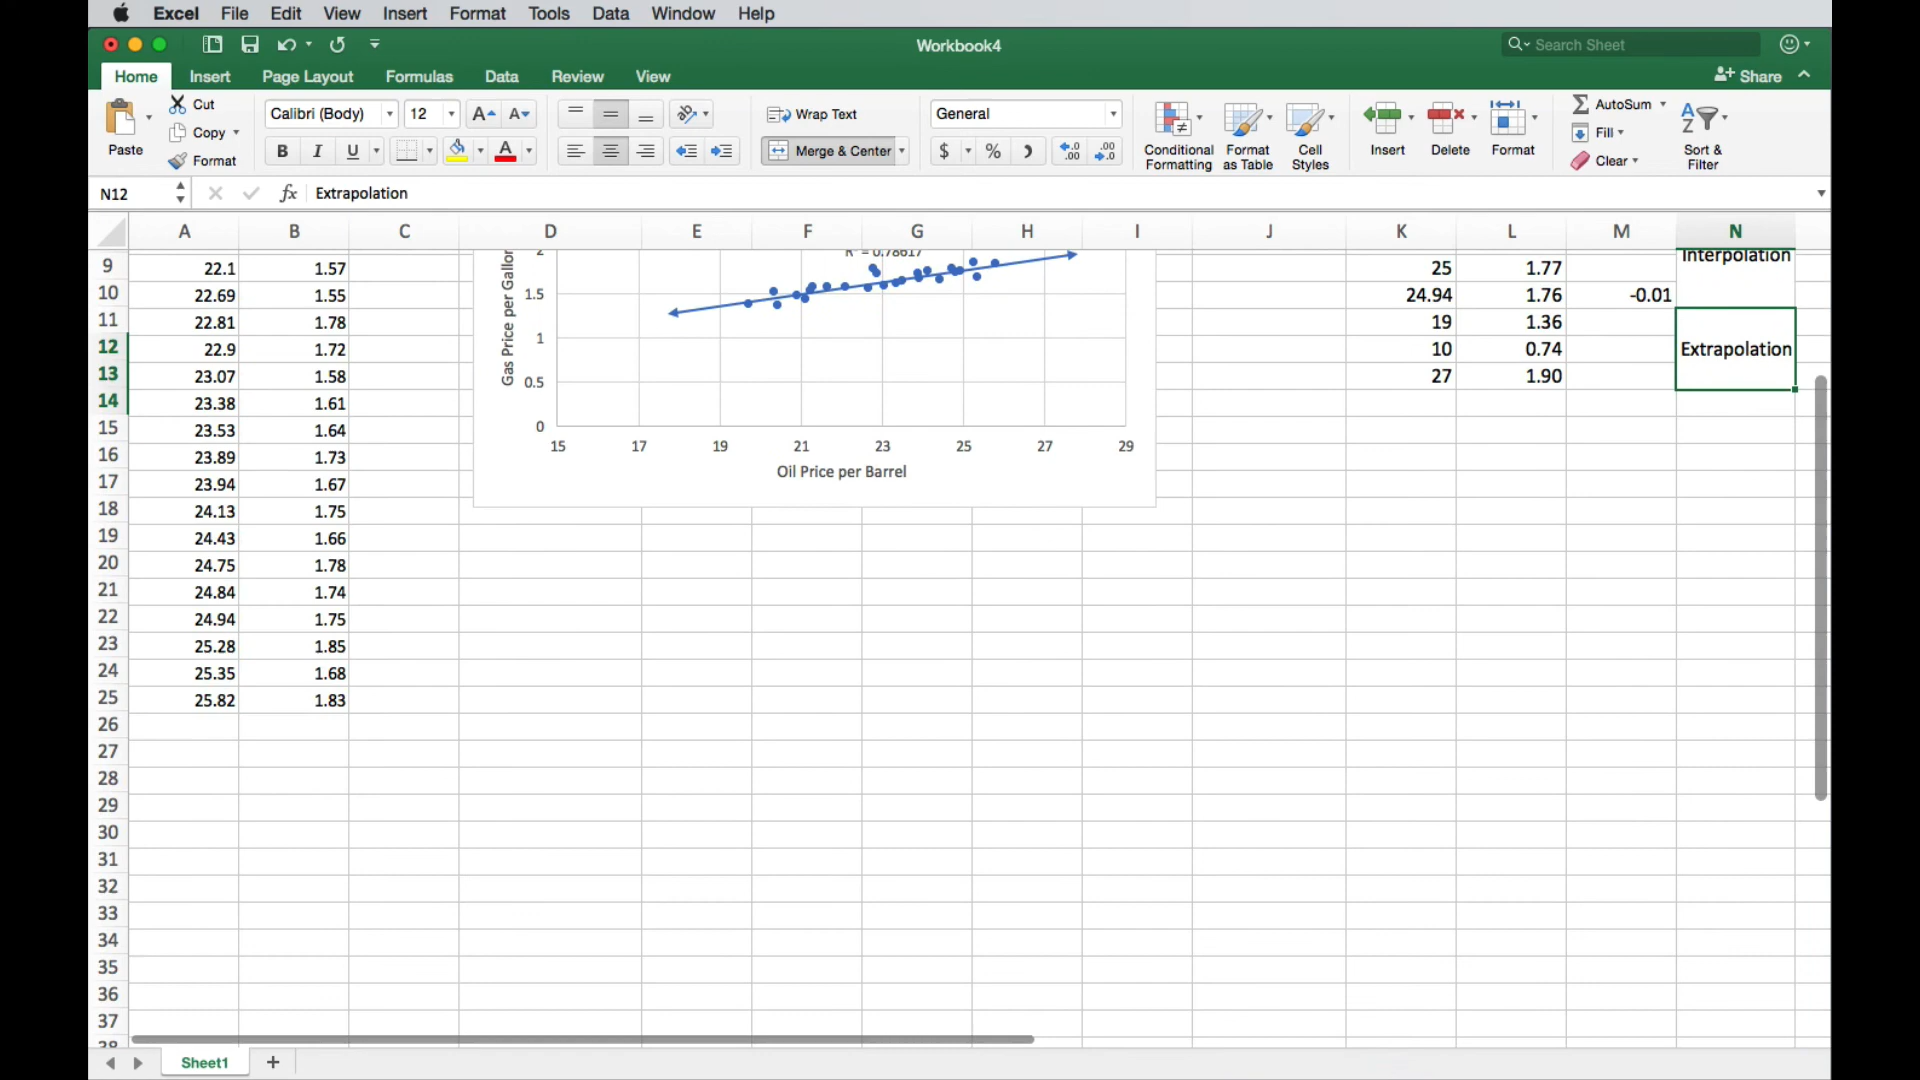 Excel File Edit View Insert Format Tools Data Window Help
Workbook4
Search Sheet
Home Insert Page Layout Formulas Data Review View
Share
Paste
Cut
Copy
Format
Calibri (Body) 12
B I U
Wrap Text
Merge & Center
General
$ %
Conditional Formatting
Format as Table
Cell Styles
Insert
Delete
Format
AutoSum
Fill
Clear
Sort & Filter
N12 fx Extrapolation
A B C D E F G H I J K L M N
9 22.1 1.57 25 1.77 Interpolation
10 22.69 1.55 24.94 1.76 -0.01
11 22.81 1.78 19 1.36
12 22.9 1.72 10 0.74 Extrapolation
13 23.07 1.58 27 1.90
14 23.38 1.61
15 23.53 1.64
16 23.89 1.73
17 23.94 1.67
18 24.13 1.75
19 24.43 1.66
20 24.75 1.78
21 24.84 1.74
22 24.94 1.75
23 25.28 1.85
24 25.35 1.68
25 25.82 1.83
26
27
28
29
30
31
32
33
34
35
36
37
38
R² = 0.78617
Gas Price per Gallon
2
1.5
1
0.5
0
15 17 19 21 23 25 27 29
Oil Price per Barrel
Sheet1 +